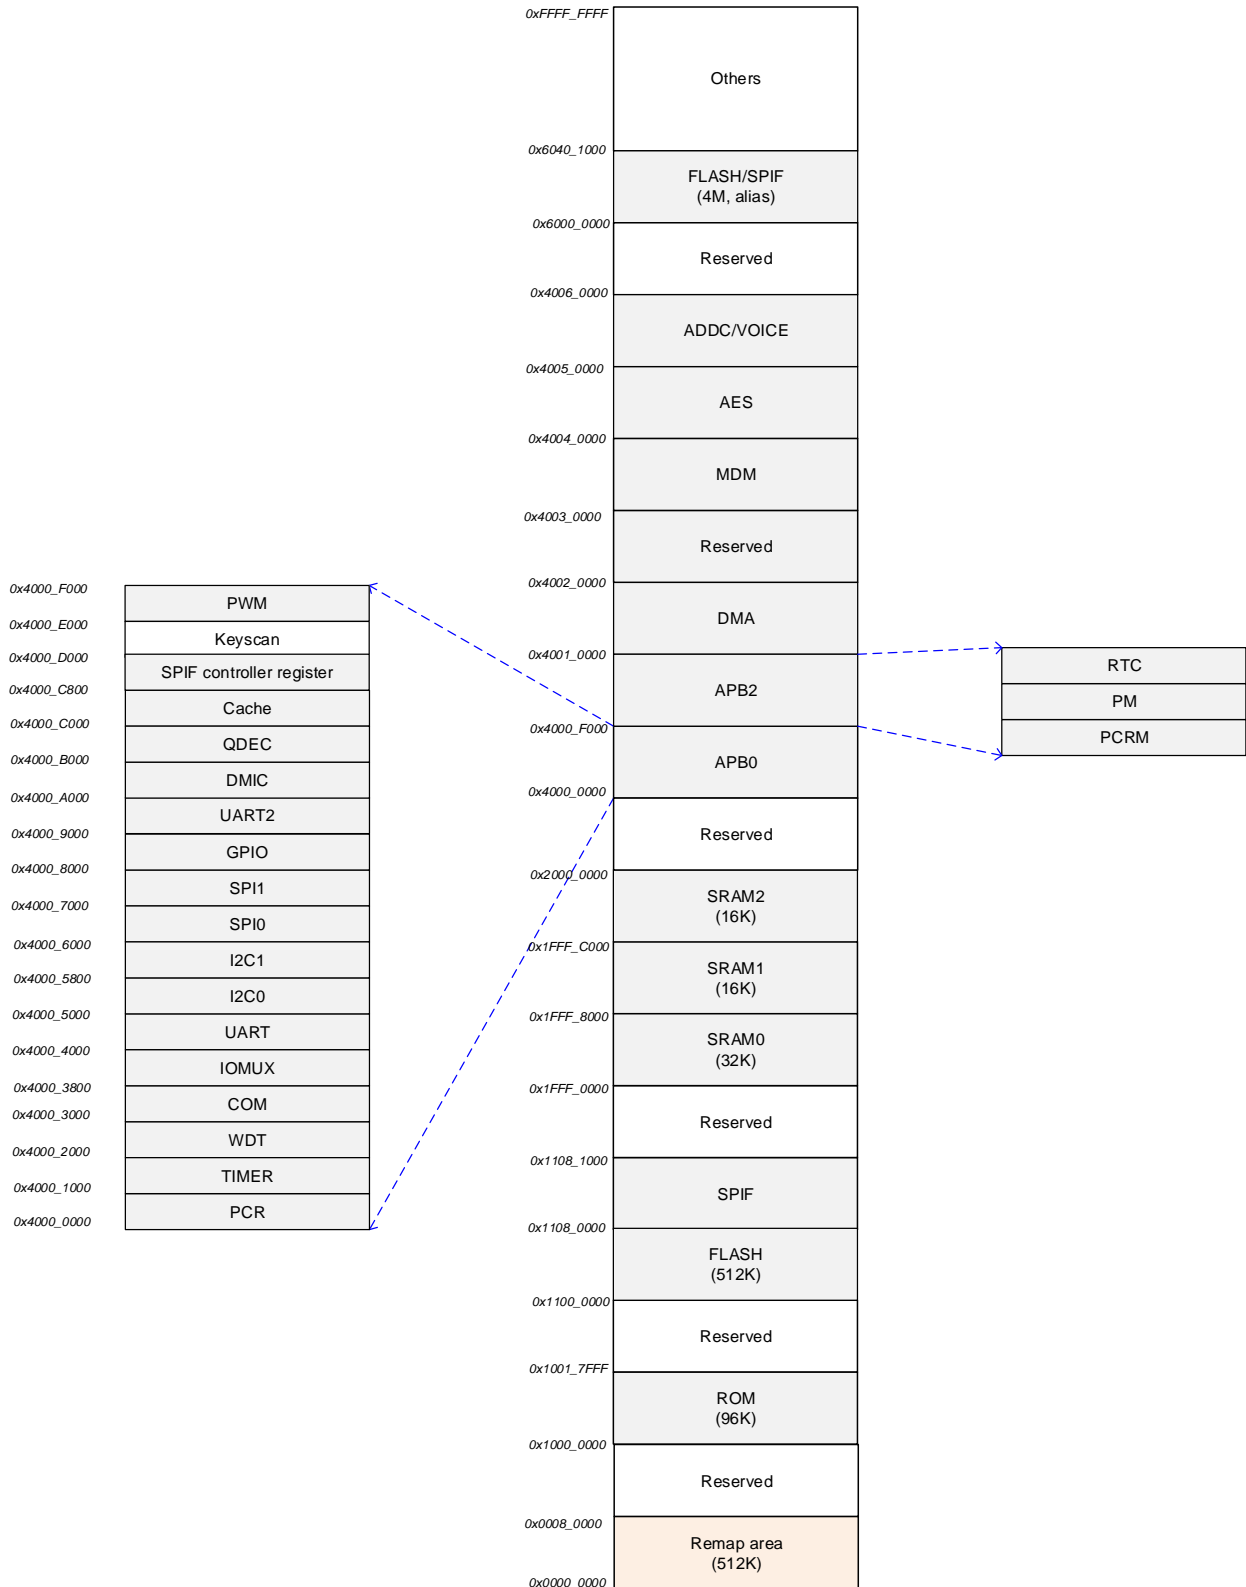 0xFFFF_FFFF
Others
0x6040_1000
FLASH/SPIF
(4M, alias)
0x6000_0000
Reserved
0x4006_0000
ADDC/VOICE
0x4005_0000
AES
0x4004_0000
MDM
0x4003_0000
Reserved
0x4002_0000
DMA
0x4001_0000
APB2
0x4000_F000
APB0
0x4000_0000
Reserved
0x2000_0000
SRAM2
(16K)
0x1FFF_C000
SRAM1
(16K)
0x1FFF_8000
SRAM0
(32K)
0x1FFF_0000
Reserved
0x1108_1000
SPIF
0x1108_0000
FLASH
(512K)
0x1100_0000
Reserved
0x1001_7FFF
ROM
(96K)
0x1000_0000
Reserved
0x0008_0000
Remap area
(512K)
0x0000_0000
0x4000_F000
PWM
0x4000_E000
Keyscan
0x4000_D000
SPIF controller register
0x4000_C800
Cache
0x4000_C000
QDEC
0x4000_B000
DMIC
0x4000_A000
UART2
0x4000_9000
GPIO
0x4000_8000
SPI1
0x4000_7000
SPI0
0x4000_6000
I2C1
0x4000_5800
I2C0
0x4000_5000
UART
0x4000_4000
IOMUX
0x4000_3800
COM
0x4000_3000
WDT
0x4000_2000
TIMER
0x4000_1000
PCR
0x4000_0000
RTC
PM
PCRM